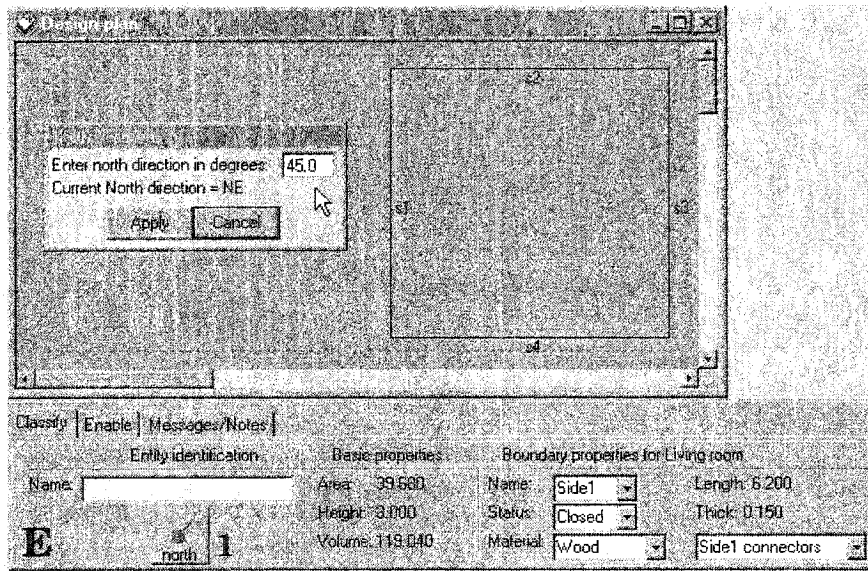 Design plan
s2
Enter north direction in degrees: 45.0
Current North direction = NE
Apply Cancel
s1
s3
s4
Classify Enable Messages/Notes
Entity identification Basic properties Boundary properties for Living room
Name: Area: 39.680 Name: Side1 Length: 6.200
Height: 3.000 Status: Closed Thick: 0.150
E north 1 Volume: 119.040 Material: Wood Side1 connectors